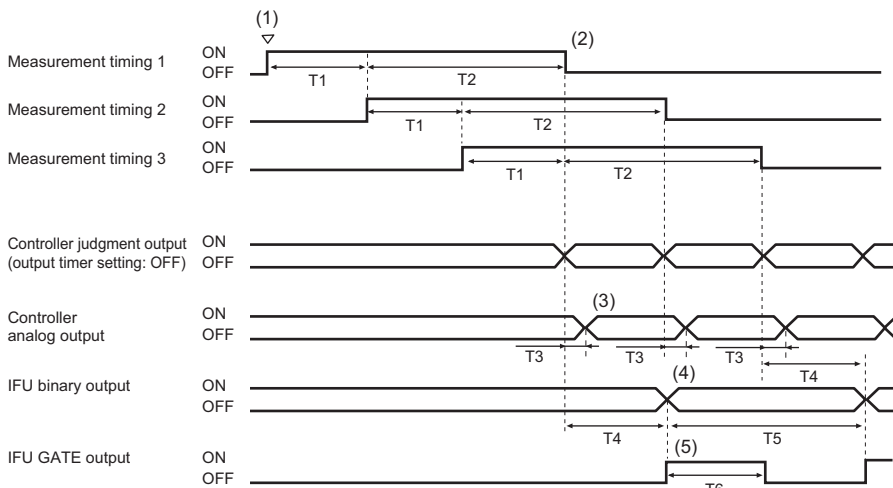 (1)
Measurement timing 1 ON (2)
OFF
T1 T2
Measurement timing 2 ON
OFF
T1 T2
Measurement timing 3 ON
OFF
T1 T2
Controller judgment output ON
(output timer setting: OFF) OFF
Controller ON (3)
analog output OFF
T3 T3 T3
T4
IFU binary output ON (4)
OFF
T4 T5
IFU GATE output ON (5)
OFF
T6